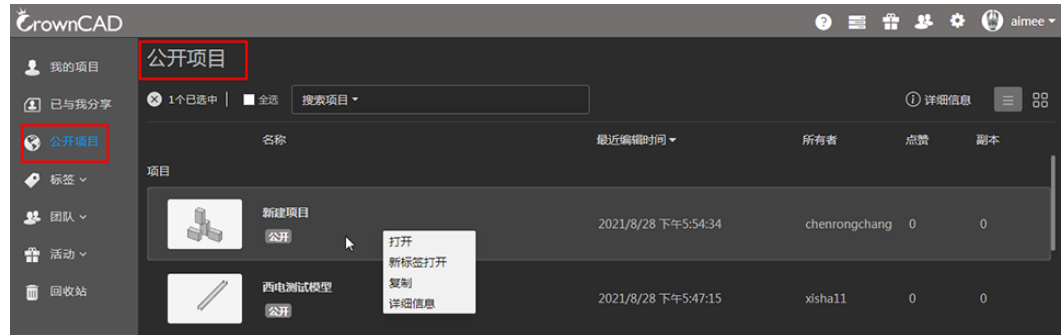 CrownCAD
? aimee
我的项目
已与我分享
公开项目
标签
团队
活动
回收站
公开项目
1个已选中 | 全选 搜索项目 详细信息
名称 最近编辑时间 所有者 点赞 副本
项目
新建项目
公开
2021/8/28 下午5:54:34 chenrongchang 0 0
打开
新标签打开
复制
详细信息
西电测试模型
公开
2021/8/28 下午5:47:15 xisha11 0 0